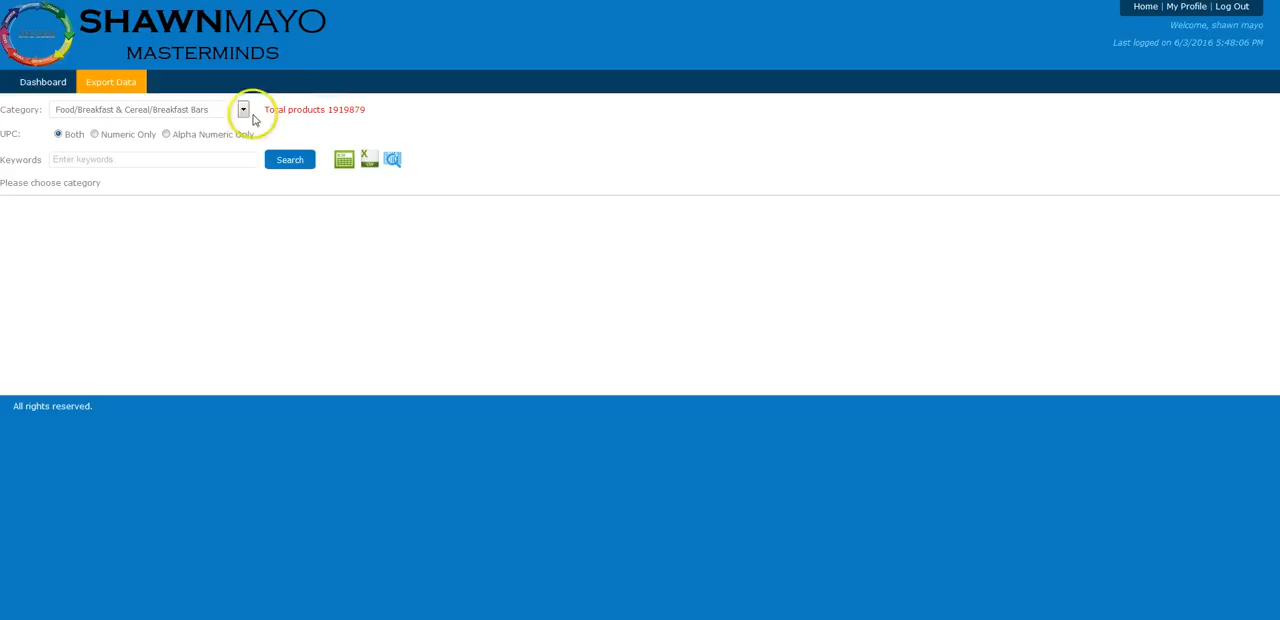 SHAWNMAYO
MASTERMINDS
Home | My Profile | Log Out
Welcome, shawn mayo
Last logged on 6/3/2016 5:48:06 PM
Dashboard Export Data
Category: Food/Breakfast & Cereal/Breakfast Bars Total products 1919879
UPC: Both Numeric Only Alpha Numeric Only
Keywords Enter keywords Search
Please choose category
All rights reserved.